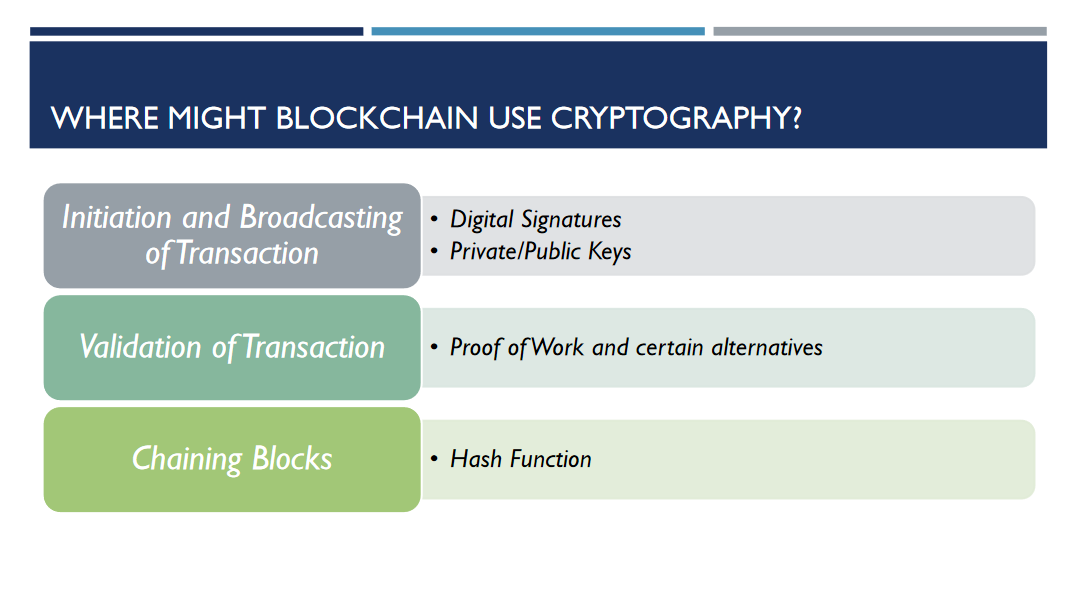 WHERE MIGHT BLOCKCHAIN USE CRYPTOGRAPHY?
Initiation and Broadcasting
of Transaction
• Digital Signatures
• Private/Public Keys
Validation of Transaction
• Proof of Work and certain alternatives
Chaining Blocks
• Hash Function